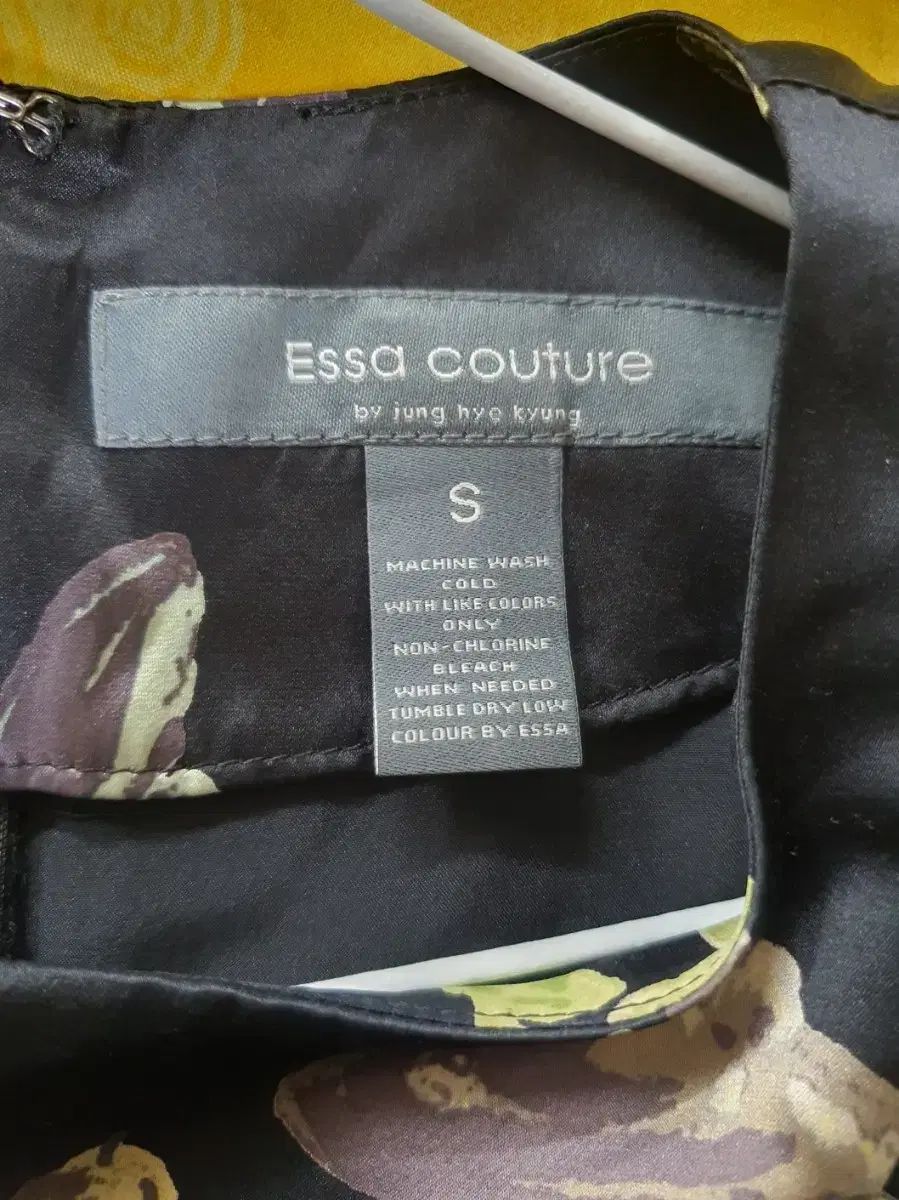 Essa couture
by jung hye kyung
S
MACHINE WASH
COLD
WITH LIKE COLORS
ONLY
NON-CHLORINE
BLEACH
WHEN NEEDED
TUMBLE DRY LOW
COLOUR BY ESSA